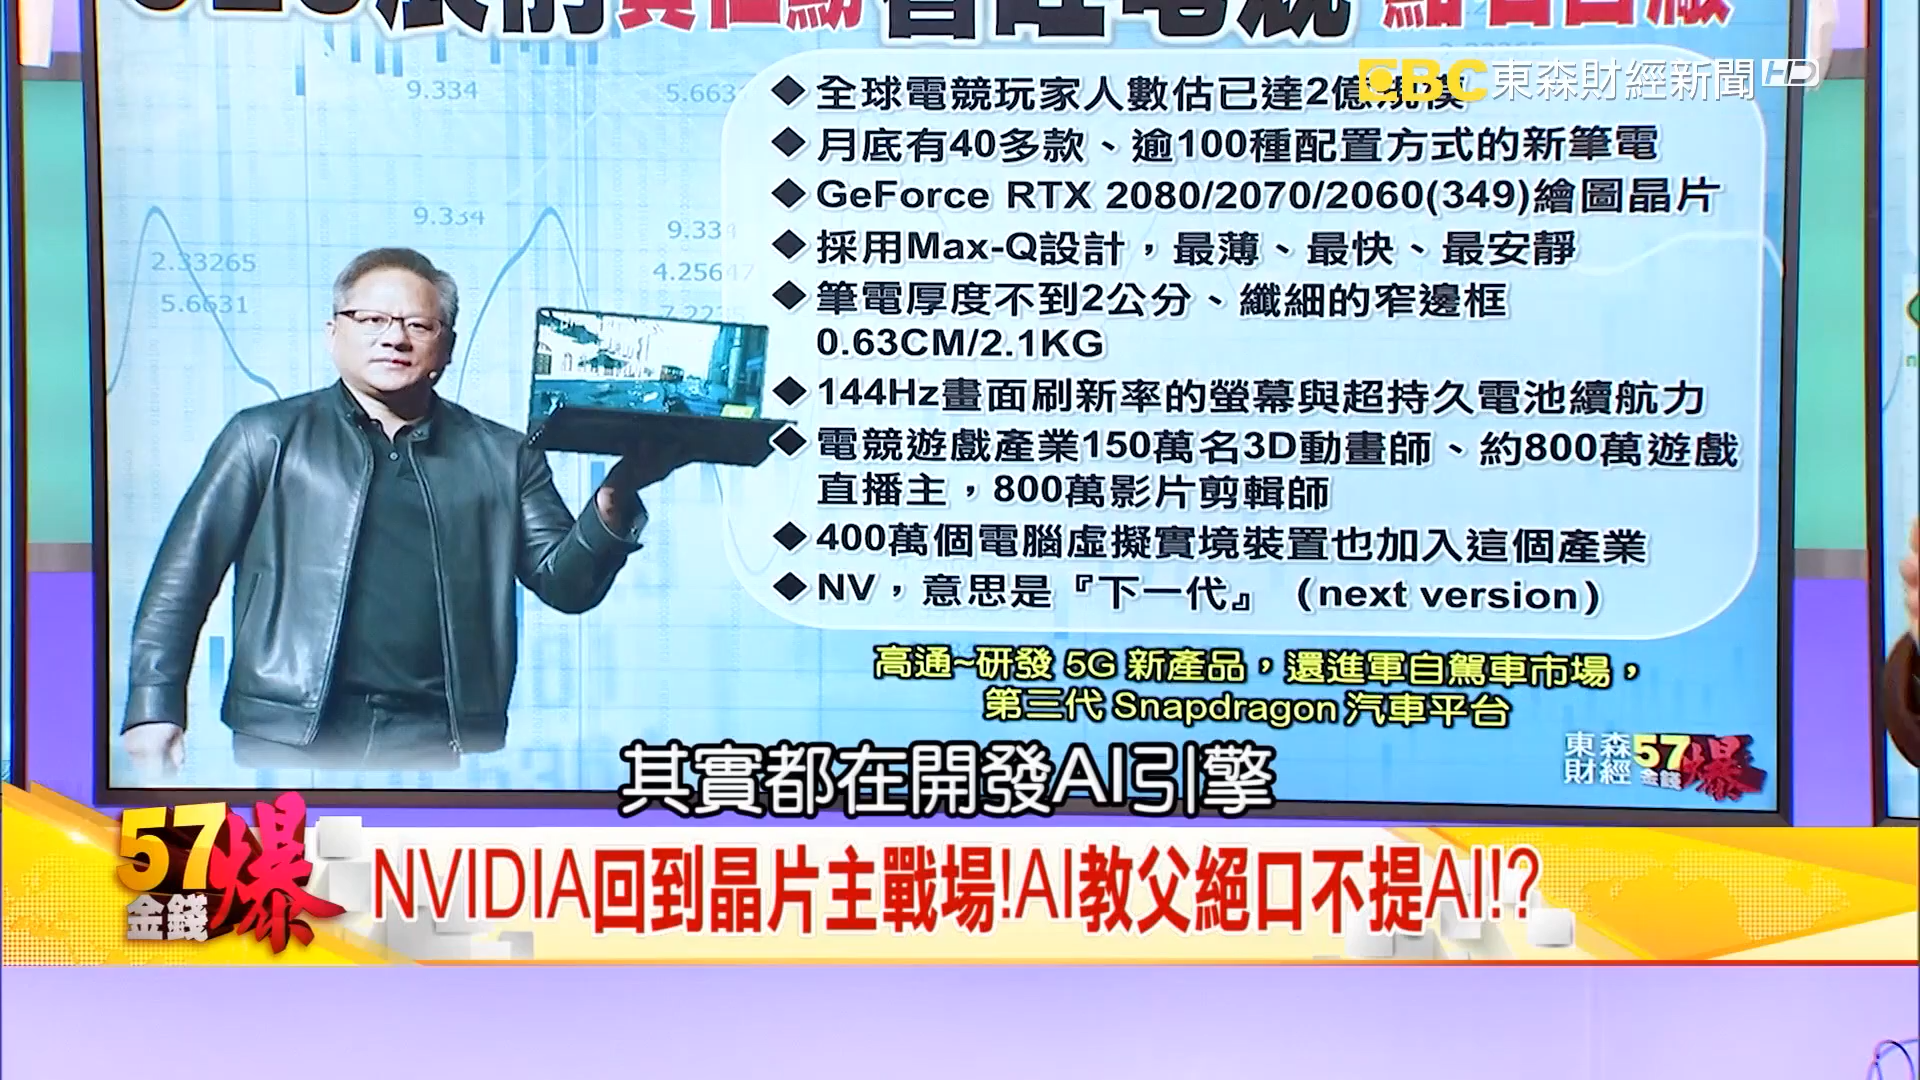 黃仁勳
EBC東森財經新聞HD
◆全球電競玩家人數估已達2億規模
◆月底有40多款、逾100種配置方式的新筆電
◆GeForce RTX 2080/2070/2060(349)繪圖晶片
◆採用Max-Q設計，最薄、最快、最安靜
◆筆電厚度不到2公分、纖細的窄邊框
0.63CM/2.1KG
◆144Hz畫面刷新率的螢幕與超持久電池續航力
◆電競遊戲產業150萬名3D動畫師、約800萬遊戲
直播主，800萬影片剪輯師
◆400萬個電腦虛擬實境裝置也加入這個產業
◆NV，意思是『下一代』（next version）
9.334
5.663
9.334
9.33
2.33265
4.25647
5.6631
高通~研發 5G 新產品，還進軍自駕車市場，
第三代 Snapdragon 汽車平台
東森
財經
57
金錢
爆
其實都在開發AI引擎
57
金錢
爆
NVIDIA回到晶片主戰場!AI教父絕口不提AI!?